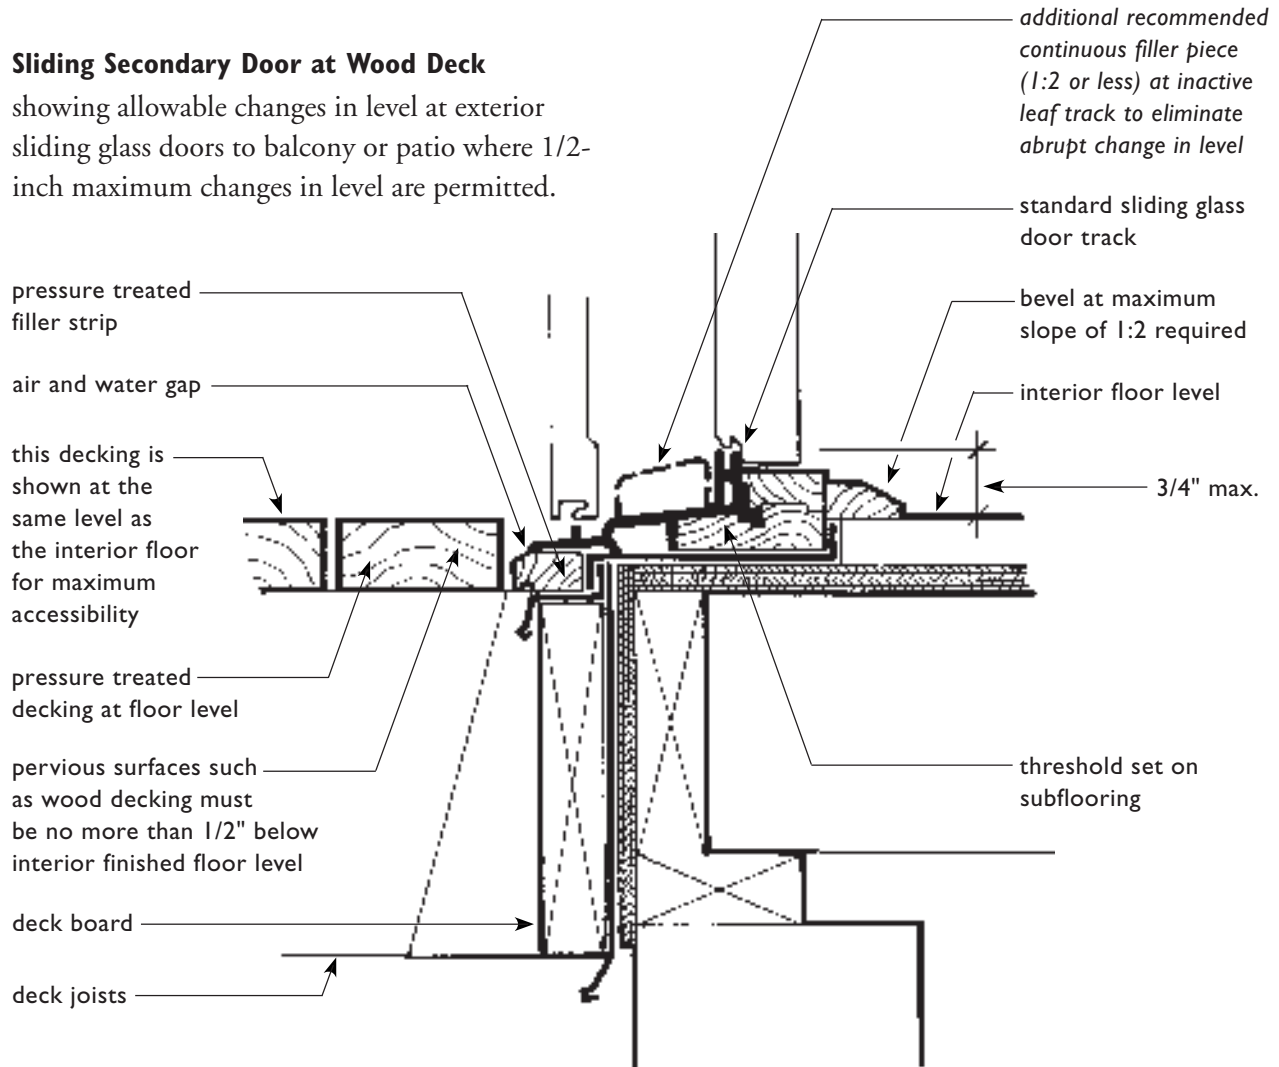 Sliding Secondary Door at Wood Deck
showing allowable changes in level at exterior
sliding glass doors to balcony or patio where 1/2-
inch maximum changes in level are permitted.
pressure treated
filler strip
air and water gap
this decking is
shown at the
same level as
the interior floor
for maximum
accessibility
pressure treated
decking at floor level
pervious surfaces such
as wood decking must
be no more than 1/2" below
interior finished floor level
deck board
deck joists
additional recommended
continuous filler piece
(1:2 or less) at inactive
leaf track to eliminate
abrupt change in level
standard sliding glass
door track
bevel at maximum
slope of 1:2 required
interior floor level
3/4" max.
threshold set on
subflooring